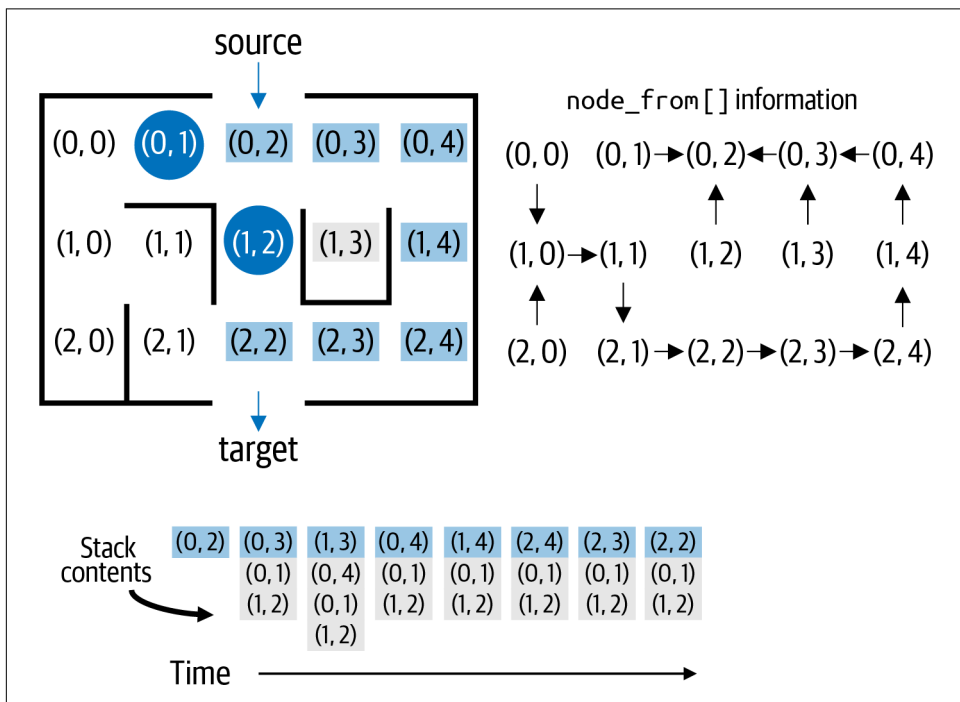 source
(0, 0) (0, 1) (0, 2) (0, 3) (0, 4)
(1, 0) (1, 1) (1, 2) (1, 3) (1, 4)
(2, 0) (2, 1) (2, 2) (2, 3) (2, 4)
target
node_from[] information
(0, 0) (0, 1) (0, 2) (0, 3) (0, 4)
(1, 0) (1, 1) (1, 2) (1, 3) (1, 4)
(2, 0) (2, 1) (2, 2) (2, 3) (2, 4)
Stack
contents
(0, 2) (0, 3) (1, 3) (0, 4) (1, 4) (2, 4) (2, 3) (2, 2)
(0, 1) (0, 4) (0, 1) (0, 1) (0, 1) (0, 1) (0, 1)
(1, 2) (0, 1) (1, 2) (1, 2) (1, 2) (1, 2) (1, 2)
(1, 2)
Time